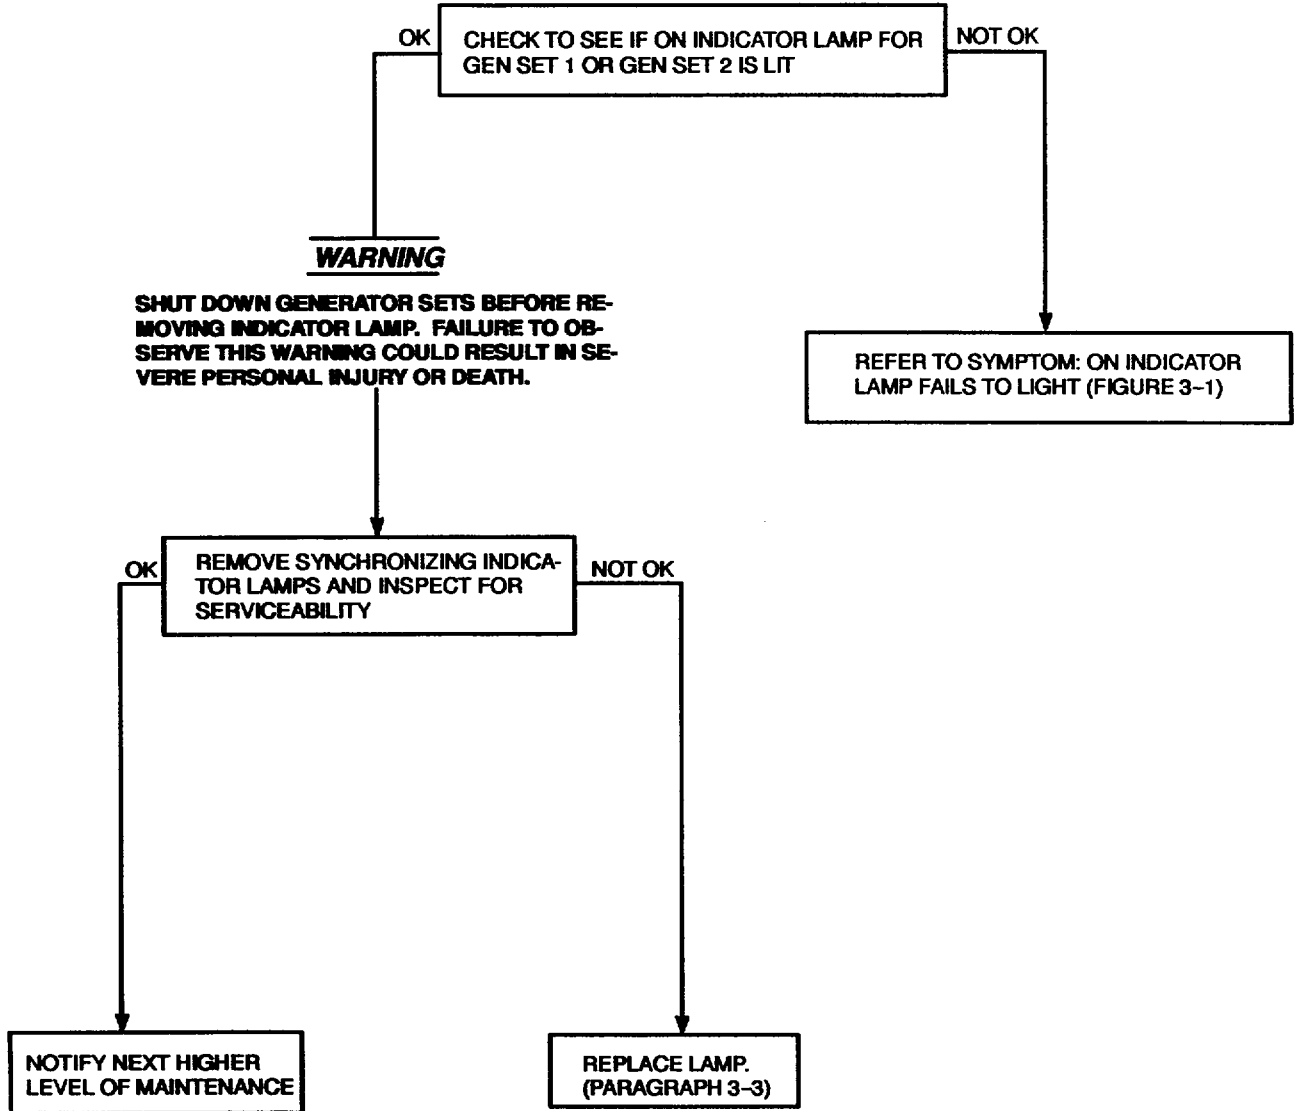 OK
CHECK TO SEE IF ON INDICATOR LAMP FOR
GEN SET 1 OR GEN SET 2 IS LIT
NOT OK
WARNING
SHUT DOWN GENERATOR SETS BEFORE RE-
MOVING INDICATOR LAMP. FAILURE TO OB-
SERVE THIS WARNING COULD RESULT IN SE-
VERE PERSONAL INJURY OR DEATH.
REFER TO SYMPTOM: ON INDICATOR
LAMP FAILS TO LIGHT (FIGURE 3-1)
OK
REMOVE SYNCHRONIZING INDICA-
TOR LAMPS AND INSPECT FOR
SERVICEABILITY
NOT OK
NOTIFY NEXT HIGHER
LEVEL OF MAINTENANCE
REPLACE LAMP.
(PARAGRAPH 3-3)